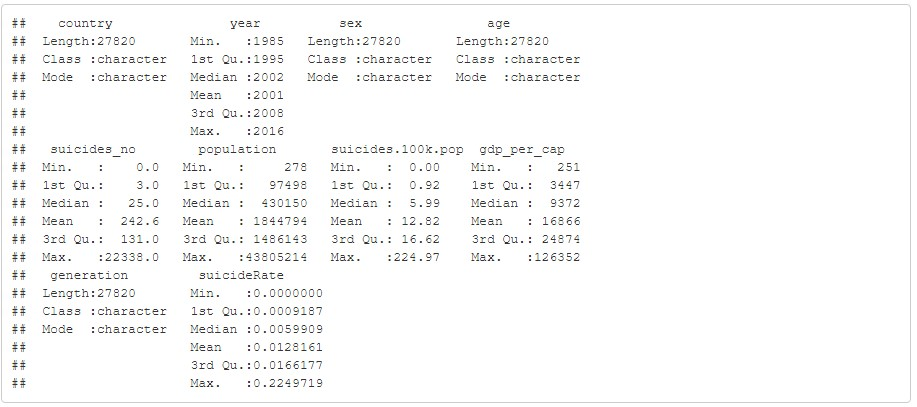 ##    country               year          sex                age
##  Length:27820       Min.   :1985   Length:27820       Length:27820
##  Class :character   1st Qu.:1995   Class :character   Class :character
##  Mode  :character   Median :2002   Mode  :character   Mode  :character
##                     Mean   :2001
##                     3rd Qu.:2008
##                     Max.   :2016
##   suicides_no        population       suicides.100k.pop  gdp_per_cap
##  Min.   :    0.0   Min.   :     278   Min.   :  0.00    Min.   :   251
##  1st Qu.:    3.0   1st Qu.:   97498   1st Qu.:  0.92    1st Qu.:  3447
##  Median :   25.0   Median :  430150   Median :  5.99    Median :  9372
##  Mean   :  242.6   Mean   : 1844794   Mean   : 12.82    Mean   : 16866
##  3rd Qu.:  131.0   3rd Qu.: 1486143   3rd Qu.: 16.62    3rd Qu.: 24874
##  Max.   :22338.0   Max.   :43805214   Max.   :224.97    Max.   :126352
##   generation         suicideRate
##  Length:27820       Min.   :0.0000000
##  Class :character   1st Qu.:0.0009187
##  Mode  :character   Median :0.0059909
##                     Mean   :0.0128161
##                     3rd Qu.:0.0166177
##                     Max.   :0.2249719